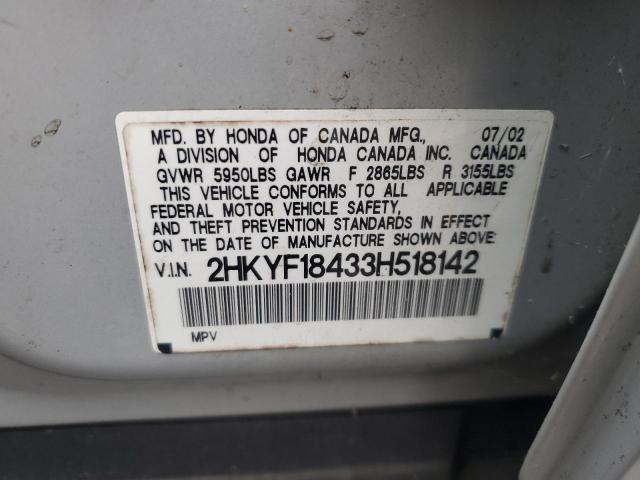 MFD. BY HONDA OF CANADA MFG., 07/02
A DIVISION OF HONDA CANADA INC. CANADA
GVWR 5950LBS GAWR F 2865LBS R 3155LBS
THIS VEHICLE CONFORMS TO ALL APPLICABLE
FEDERAL MOTOR VEHICLE SAFETY,
AND THEFT PREVENTION STANDARDS IN EFFECT
ON THE DATE OF MANUFACTURE SHOWN ABOVE.
V.I.N. 2HKYF18433H518142
MPV